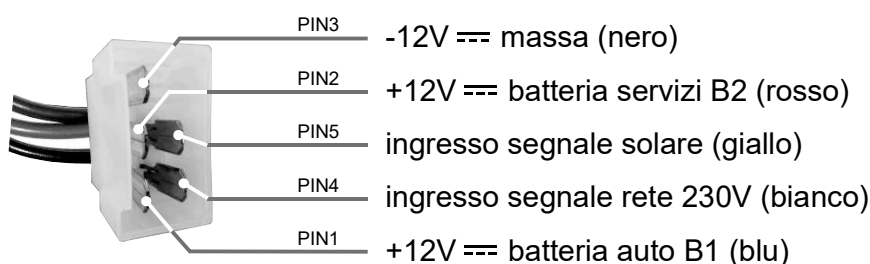 PIN3 -12V ⎓ massa (nero)
PIN2 +12V ⎓ batteria servizi B2 (rosso)
PIN5 ingresso segnale solare (giallo)
PIN4 ingresso segnale rete 230V (bianco)
PIN1 +12V ⎓ batteria auto B1 (blu)